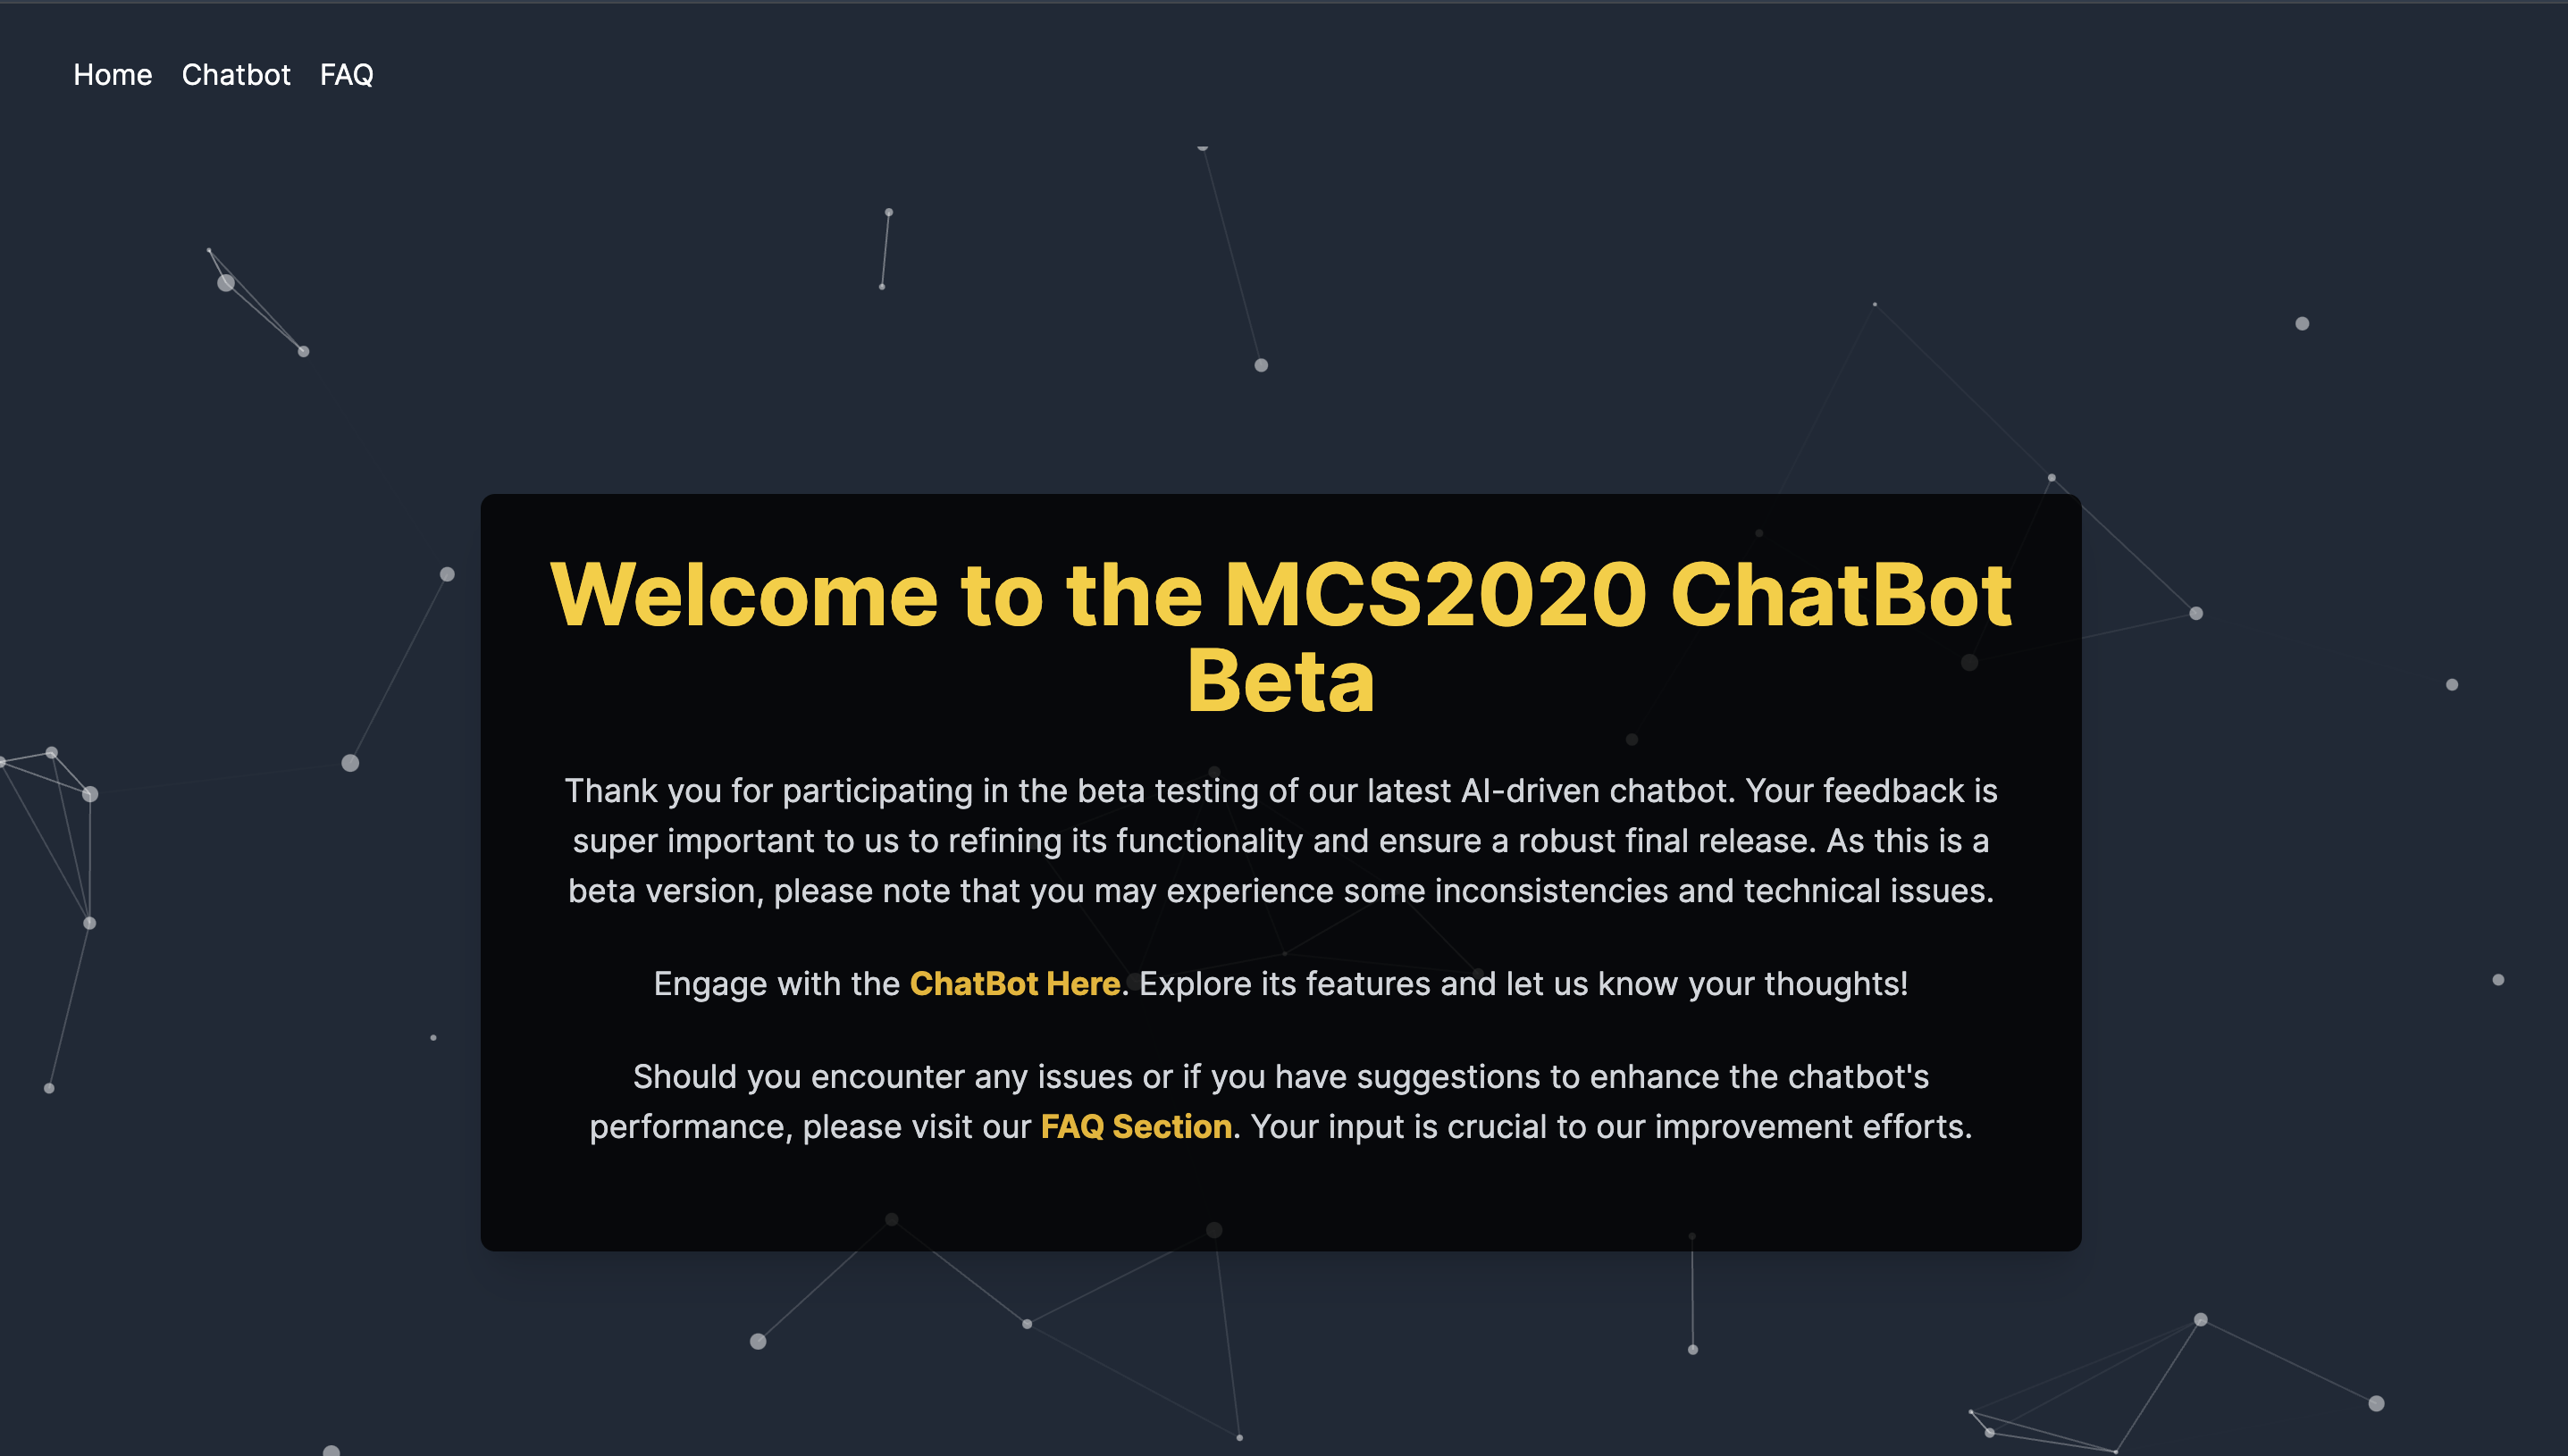 Home Chatbot FAQ
Welcome to the MCS2020 ChatBot
Beta
Thank you for participating in the beta testing of our latest AI-driven chatbot. Your feedback is
super important to us to refining its functionality and ensure a robust final release. As this is a
beta version, please note that you may experience some inconsistencies and technical issues.
Engage with the ChatBot Here. Explore its features and let us know your thoughts!
Should you encounter any issues or if you have suggestions to enhance the chatbot's
performance, please visit our FAQ Section. Your input is crucial to our improvement efforts.